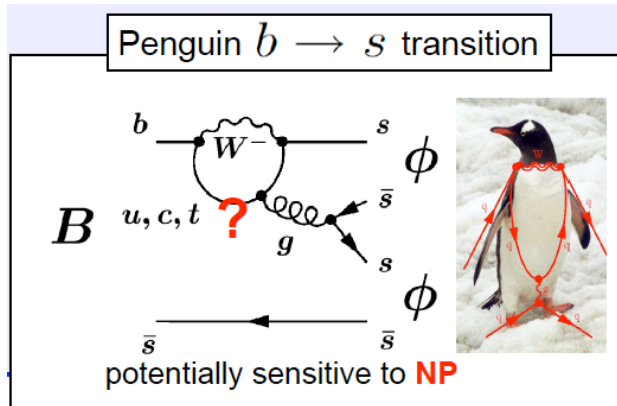 Penguin b → s transition
b
W⁻
s
ϕ
s̄
u, c, t
?
B
g
s
ϕ
s̄
s̄
potentially sensitive to NP
W
q
q
q
q
q
q